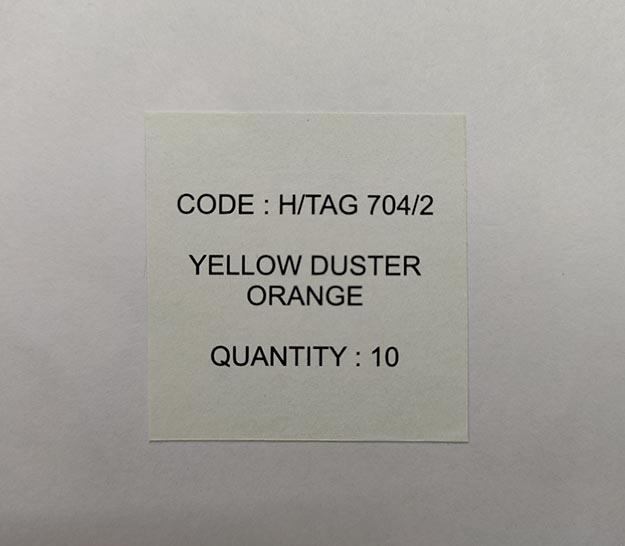 CODE : H/TAG 704/2
YELLOW DUSTER
ORANGE
QUANTITY : 10